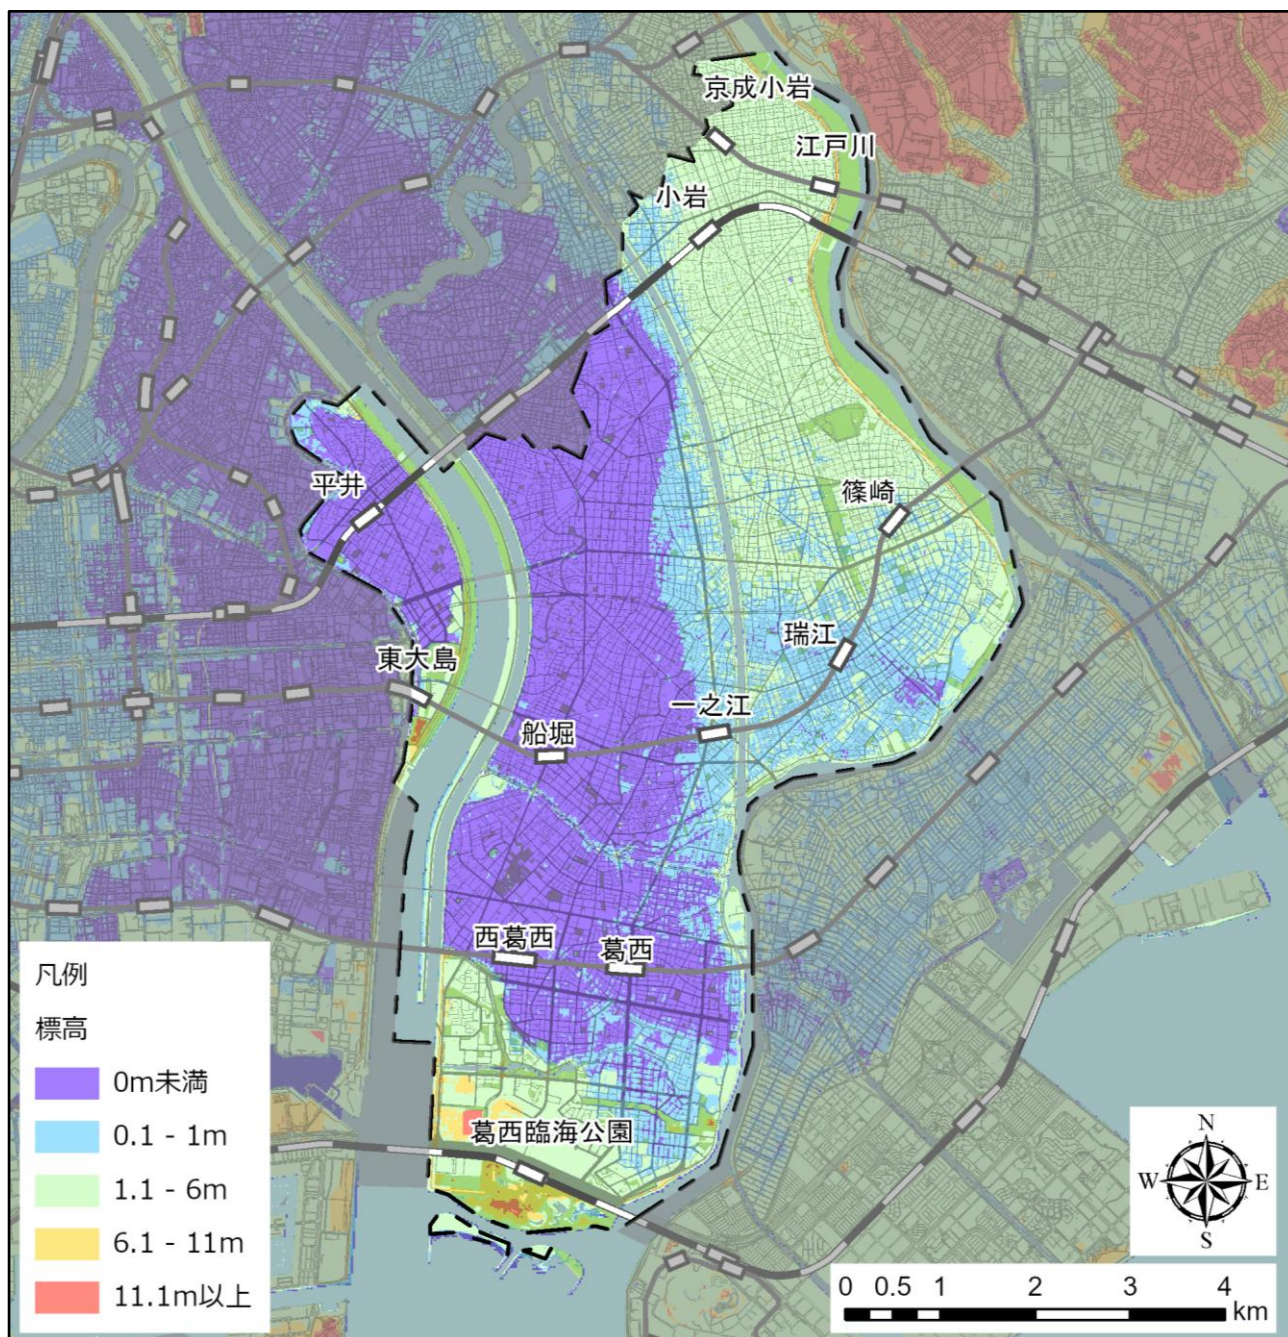 京成小岩
江戸川
小岩
平井
篠崎
瑞江
東大島
一之江
船堀
西葛西
葛西
葛西臨海公園
凡例
標高
0m未満
0.1 - 1m
1.1 - 6m
6.1 - 11m
11.1m以上
N
W
E
S
0 0.5 1 2 3 4
km